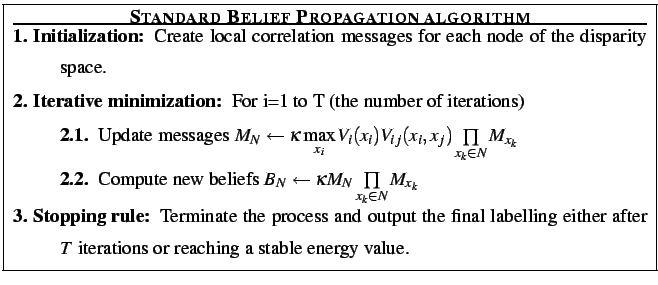 STANDARD BELIEF PROPAGATION ALGORITHM
1. Initialization: Create local correlation messages for each node of the disparity
space.
2. Iterative minimization: For i=1 to T (the number of iterations)
2.1. Update messages $M_N \leftarrow \kappa \max_{x_i} V_i(x_i) V_{ij}(x_i, x_j) \prod_{x_k \in N} M_{x_k}$
2.2. Compute new beliefs $B_N \leftarrow \kappa M_N \prod_{x_k \in N} M_{x_k}$
3. Stopping rule: Terminate the process and output the final labelling either after
T iterations or reaching a stable energy value.